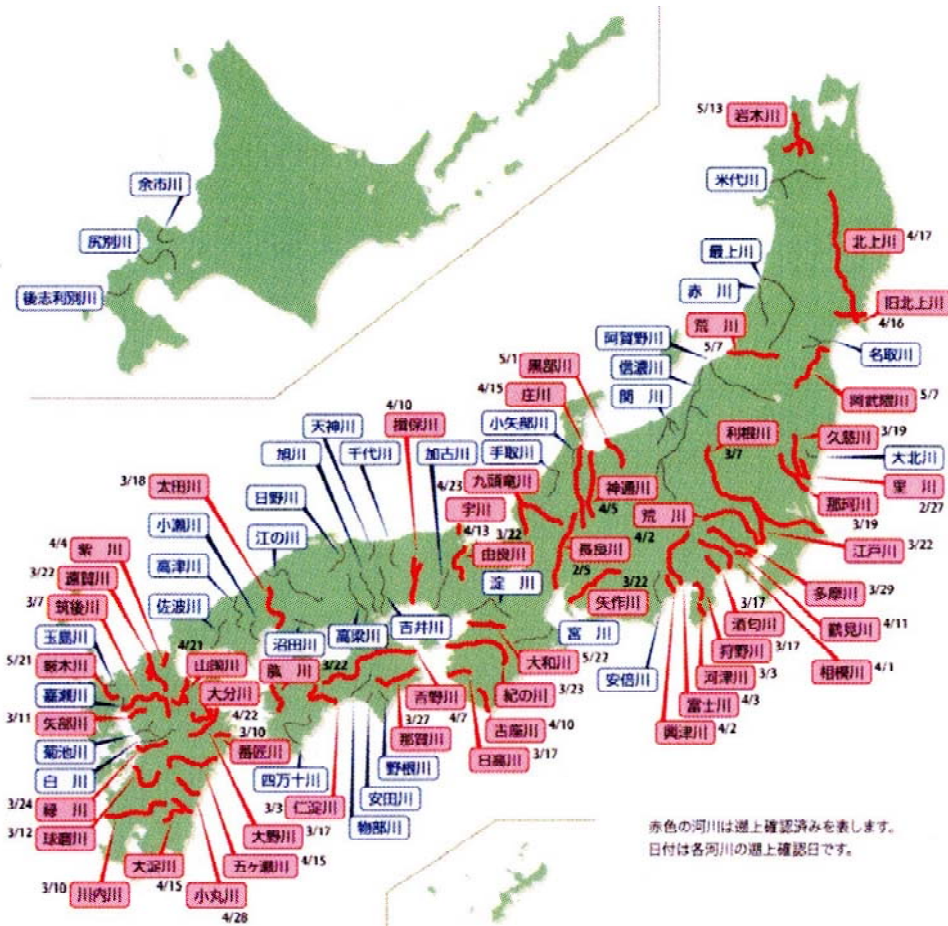 余市川
尻別川
後志利別川
5/13 岩木川
米代川
北上川 4/17
最上川
赤 川
旧北上川
4/16
荒 川
5/7
名取川
阿賀野川
信濃川
関 川
阿武隈川
5/7
5/1 黒部川
4/15 庄川
小矢部川
手取川
九頭竜川
3/22
神通川
4/5
利根川
3/7
久慈川 3/19
大北川
里 川
2/27
那珂川
3/19
荒 川
4/2
江戸川 3/22
多摩川 3/29
鶴見川 4/11
相模川
4/1
3/17
酒匂川
狩野川 3/17
河津川 3/3
富士川 4/3
興津川 4/2
安倍川
3/22
矢作川
長良川
2/5
宮 川
淀 川
4/10
揖保川
天神川
旭川
千代川
加古川
4/23
宇川
4/13
由良川
日野川
江の川
3/18 太田川
小瀬川
高津川
佐波川
沼田川
高梁川
吉井川
大和川
5/22
紀の川 3/23
古座川 4/10
日高川 3/17
吉野川
4/7
3/27
那賀川
野根川
安田川
物部川
3/3 仁淀川
四万十川
3/22
肱 川
4/4 紫 川
3/22 遠賀川
3/7 筑後川
玉島川
5/21 厳木川
嘉瀬川
3/11 矢部川
菊池川
白 川
3/24 緑 川
3/12 球磨川
3/10 川内川
4/21
山国川
大分川
4/22
3/10
番匠川
大野川 3/17
五ヶ瀬川 4/15
大淀川
4/15
小丸川
4/28
赤色の河川は遡上確認済みを表します。
日付は各河川の遡上確認日です。